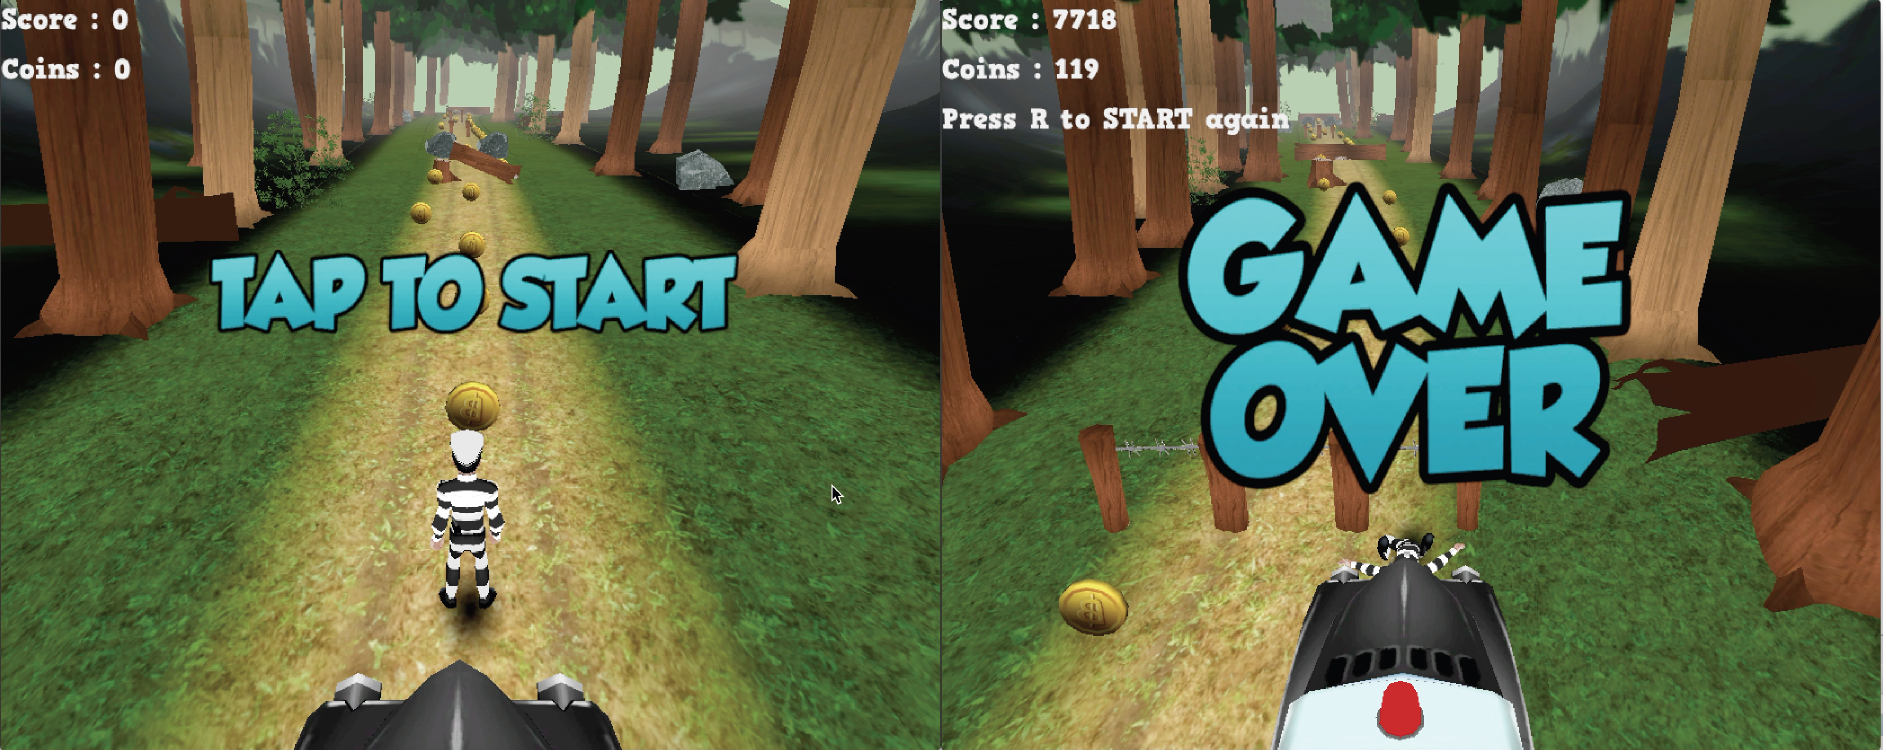 Score : 0
Coins : 0
TAP TO START
Score : 7718
Coins : 119
Press R to START again
GAME
OVER